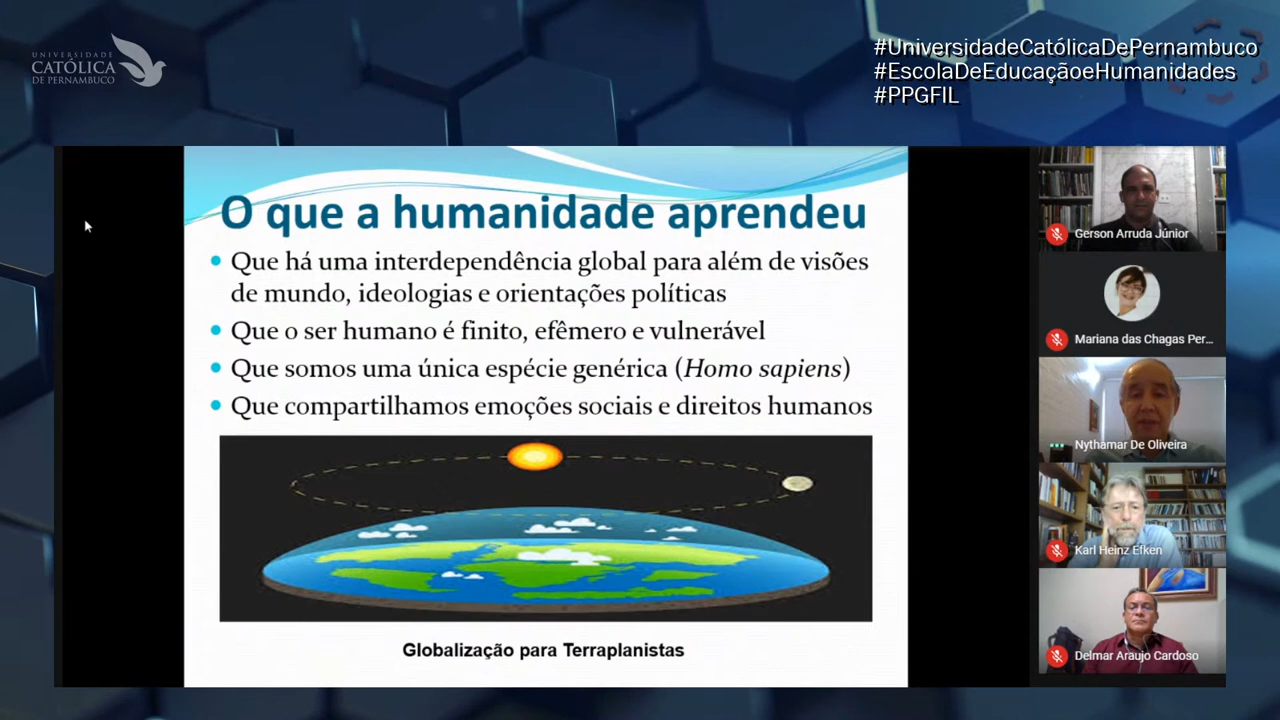 UNIVERSIDADE
CATÓLICA
DE PERNAMBUCO
#UniversidadeCatólicaDePernambuco
#EscolaDeEducaçãoeHumanidades
#PPGFIL
O que a humanidade aprendeu
Que há uma interdependência global para além de visões
de mundo, ideologias e orientações políticas
Que o ser humano é finito, efêmero e vulnerável
Que somos uma única espécie genérica (Homo sapiens)
Que compartilhamos emoções sociais e direitos humanos
Globalização para Terraplanistas
Gerson Arruda Júnior
Mariana das Chagas Per...
Nythamar De Oliveira
Karl Heinz Efken
Delmar Araujo Cardoso